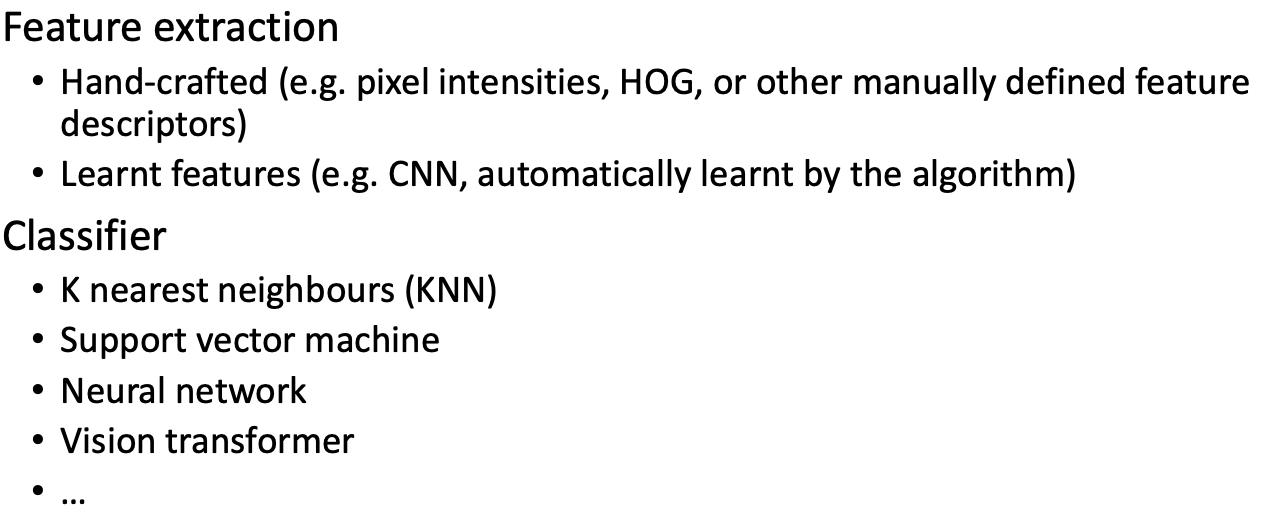 Feature extraction
• Hand-crafted (e.g. pixel intensities, HOG, or other manually defined feature
descriptors)
• Learnt features (e.g. CNN, automatically learnt by the algorithm)
Classifier
• K nearest neighbours (KNN)
• Support vector machine
• Neural network
• Vision transformer
• ...